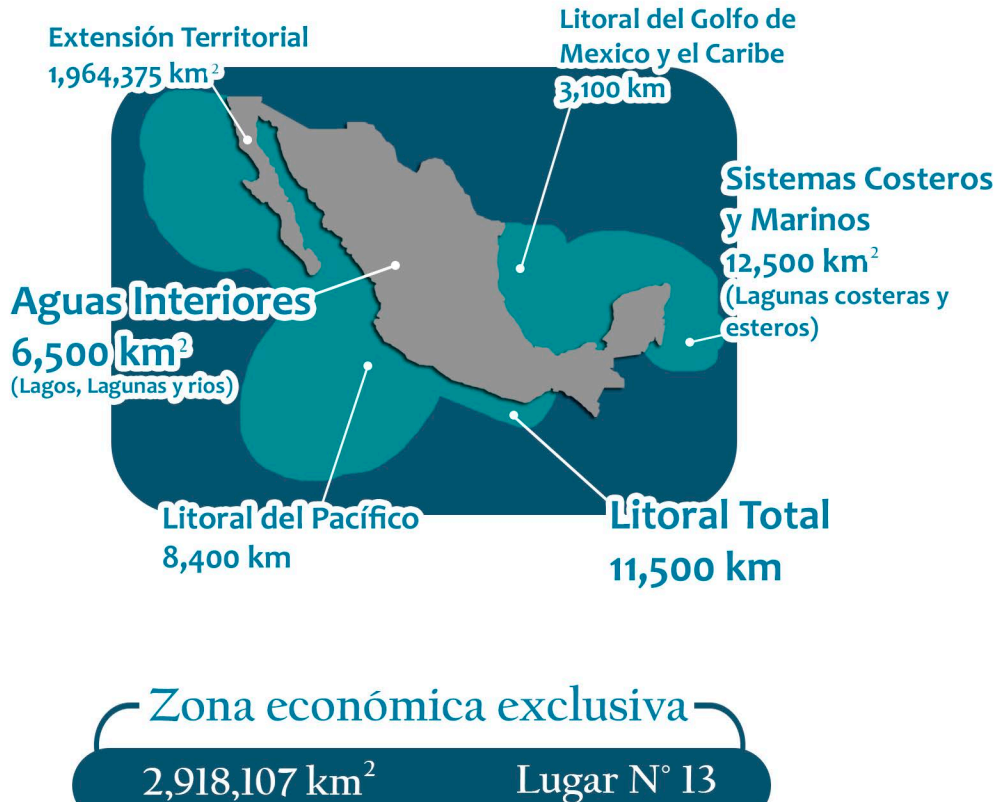 Extensión Territorial
1,964,375 km²
Litoral del Golfo de
Mexico y el Caribe
3,100 km
Sistemas Costeros
y Marinos
12,500 km²
(Lagunas costeras y
esteros)
Aguas Interiores
6,500 km²
(Lagos, Lagunas y rios)
Litoral del Pacífico
8,400 km
Litoral Total
11,500 km
Zona económica exclusiva
2,918,107 km² Lugar N° 13